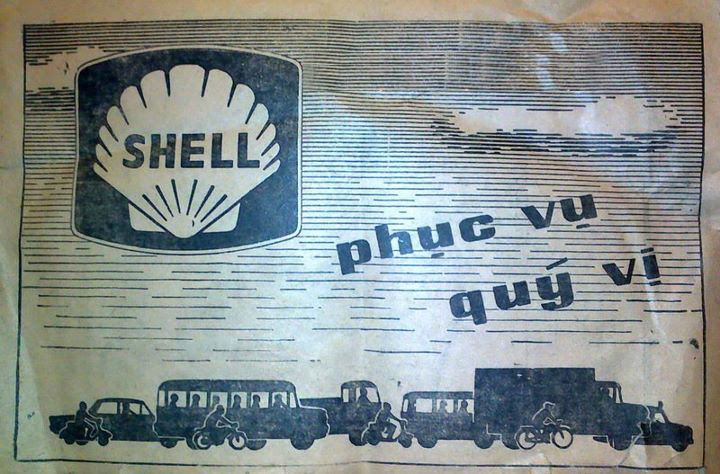 SHELL
phục vụ
quý vị